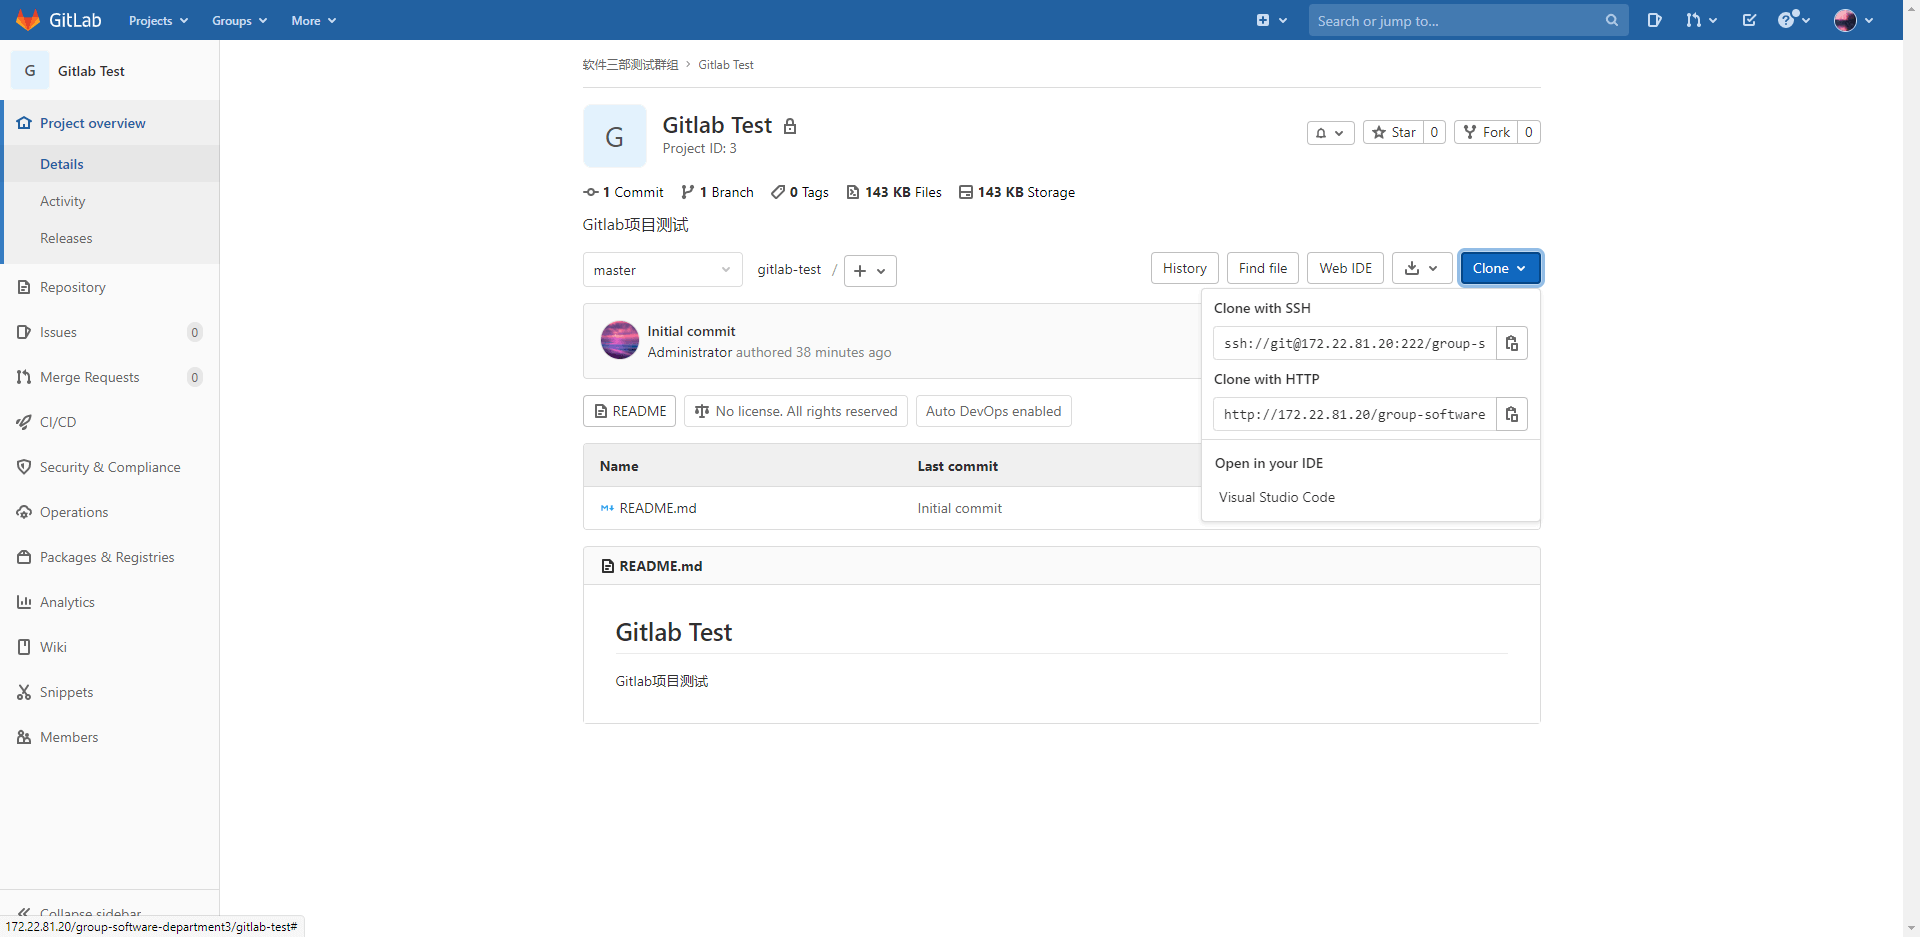 GitLab Projects Groups More Search or jump to...
G Gitlab Test
Project overview
Details
Activity
Releases
Repository
Issues 0
Merge Requests 0
CI/CD
Security & Compliance
Operations
Packages & Registries
Analytics
Wiki
Snippets
Members
Collapse sidebar
172.22.81.20/group-software-department3/gitlab-test#
软件三部测试群组 > Gitlab Test
G
Gitlab Test
Project ID: 3
Star 0 Fork 0
1 Commit 1 Branch 0 Tags 143 KB Files 143 KB Storage
Gitlab项目测试
master gitlab-test / + History Find file Web IDE Clone
Initial commit
Administrator authored 38 minutes ago
Clone with SSH
ssh://git@172.22.81.20:222/group-s
Clone with HTTP
http://172.22.81.20/group-software
Open in your IDE
Visual Studio Code
README No license. All rights reserved Auto DevOps enabled
Name Last commit
README.md Initial commit
README.md
Gitlab Test
Gitlab项目测试